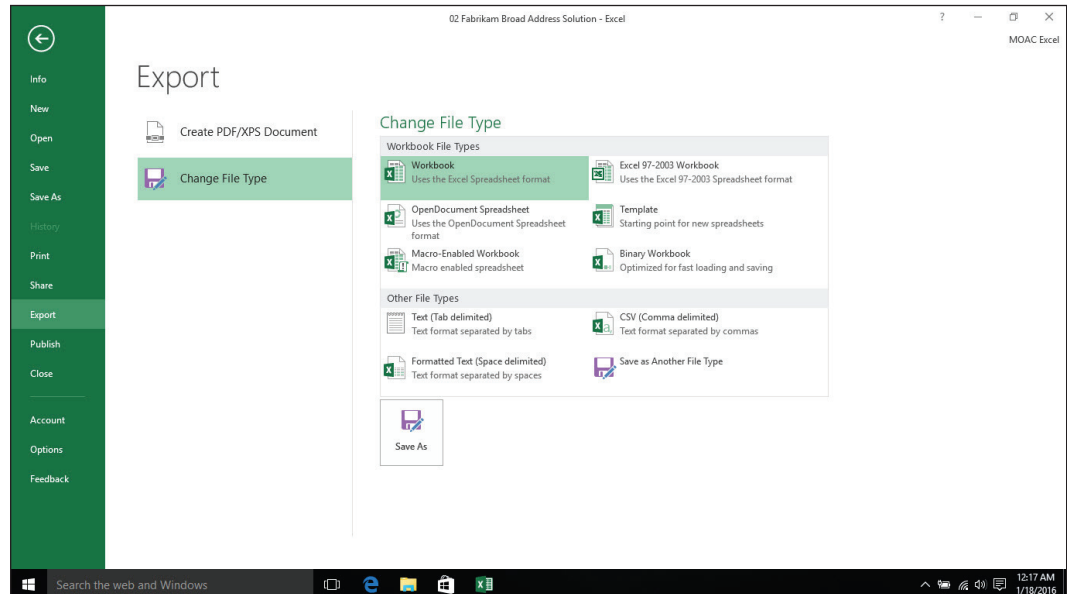 02 Fabrikam Broad Address Solution - Excel
?
MOAC Excel
Info
New
Open
Save
Save As
History
Print
Share
Export
Publish
Close
Account
Options
Feedback
Export
Create PDF/XPS Document
Change File Type
Change File Type
Workbook File Types
Workbook
Uses the Excel Spreadsheet format
Excel 97-2003 Workbook
Uses the Excel 97-2003 Spreadsheet format
OpenDocument Spreadsheet
Uses the OpenDocument Spreadsheet
format
Template
Starting point for new spreadsheets
Macro-Enabled Workbook
Macro enabled spreadsheet
Binary Workbook
Optimized for fast loading and saving
Other File Types
Text (Tab delimited)
Text format separated by tabs
CSV (Comma delimited)
Text format separated by commas
Formatted Text (Space delimited)
Text format separated by spaces
Save as Another File Type
Save As
Search the web and Windows
12:17 AM
1/18/2016